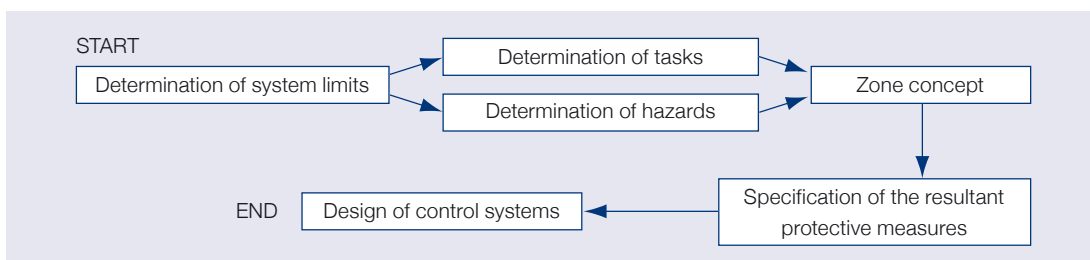 START
Determination of system limits
Determination of tasks
Determination of hazards
Zone concept
Specification of the resultant
protective measures
Design of control systems
END